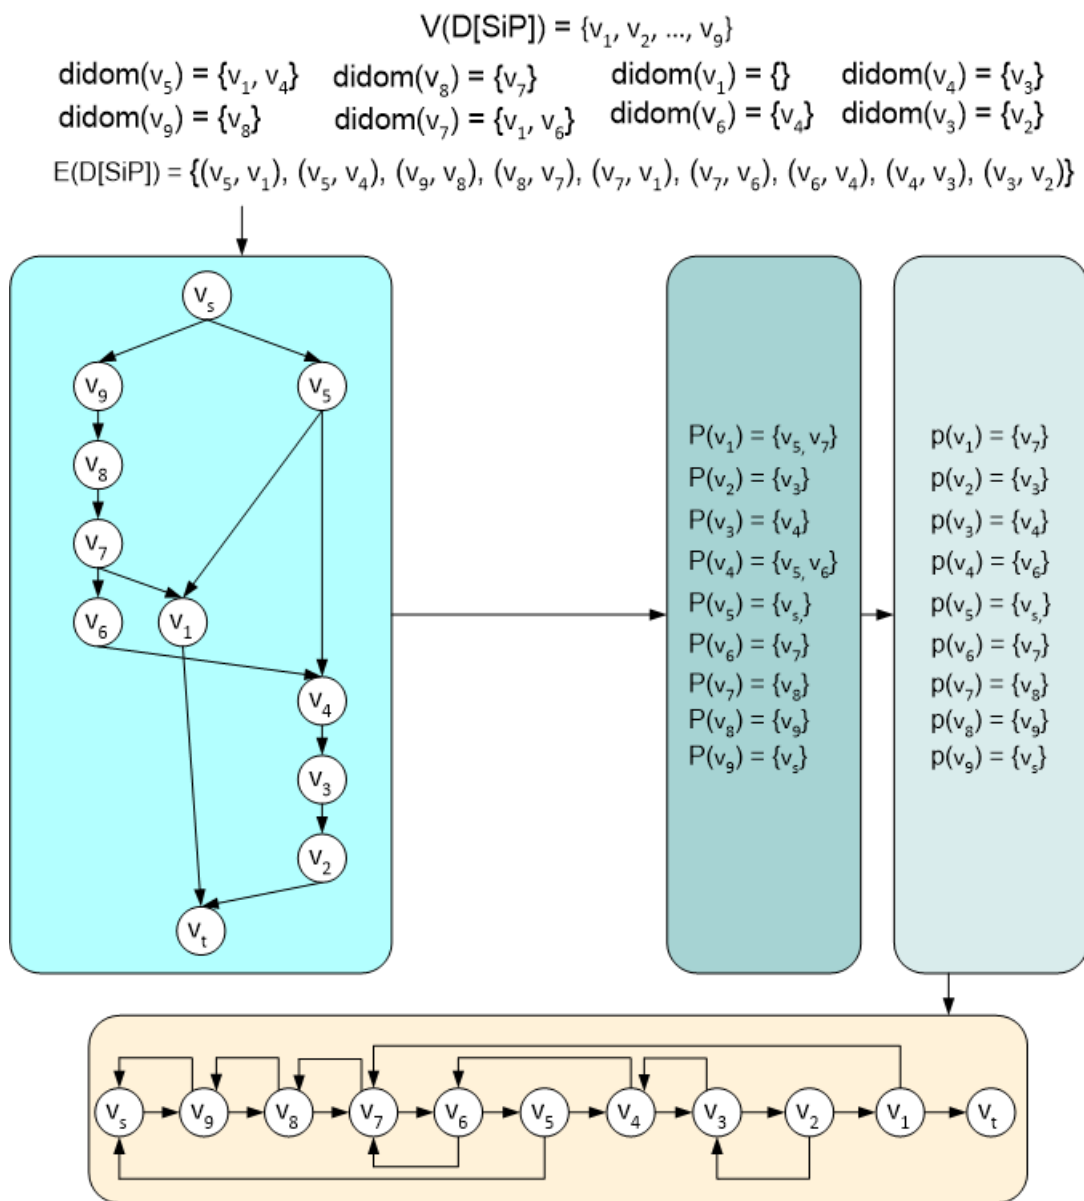 V(D[SiP]) = {v₁, v₂, ..., v₉}
didom(v₅) = {v₁, v₄} didom(v₈) = {v₇} didom(v₁) = {} didom(v₄) = {v₃}
didom(v₉) = {v₈} didom(v₇) = {v₁, v₆} didom(v₆) = {v₄} didom(v₃) = {v₂}
E(D[SiP]) = {(v₅, v₁), (v₅, v₄), (v₉, v₈), (v₈, v₇), (v₇, v₁), (v₇, v₆), (v₆, v₄), (v₄, v₃), (v₃, v₂)}
vₛ
v₉ v₅
v₈
v₇
v₆ v₁
v₄
v₃
v₂
vₜ
P(v₁) = {v₅, v₇}
P(v₂) = {v₃}
P(v₃) = {v₄}
P(v₄) = {v₅, v₆}
P(v₅) = {vₛ,}
P(v₆) = {v₇}
P(v₇) = {v₈}
P(v₈) = {v₉}
P(v₉) = {vₛ}
p(v₁) = {v₇}
p(v₂) = {v₃}
p(v₃) = {v₄}
p(v₄) = {v₆}
p(v₅) = {vₛ,}
p(v₆) = {v₇}
p(v₇) = {v₈}
p(v₈) = {v₉}
p(v₉) = {vₛ}
vₛ v₉ v₈ v₇ v₆ v₅ v₄ v₃ v₂ v₁ vₜ